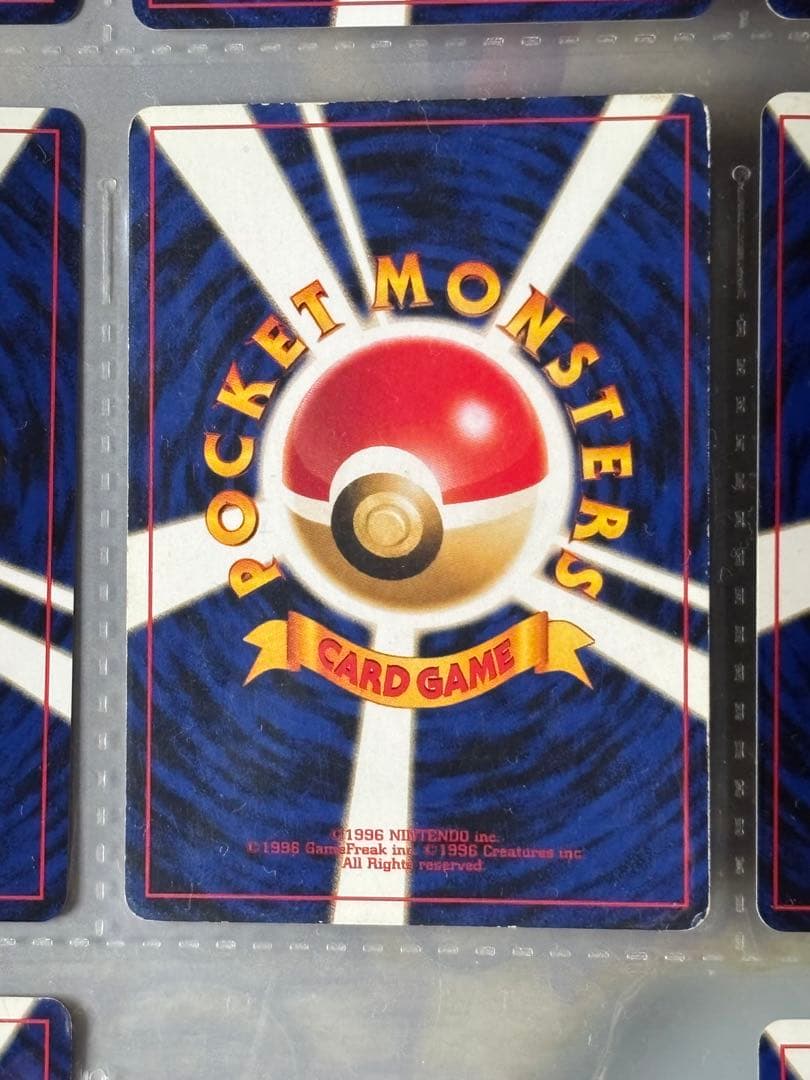 POCKET MONSTERS
CARD GAME
©1996 NINTENDO inc.
©1996 GameFreak inc. ©1996 Creatures inc.
All Rights reserved.